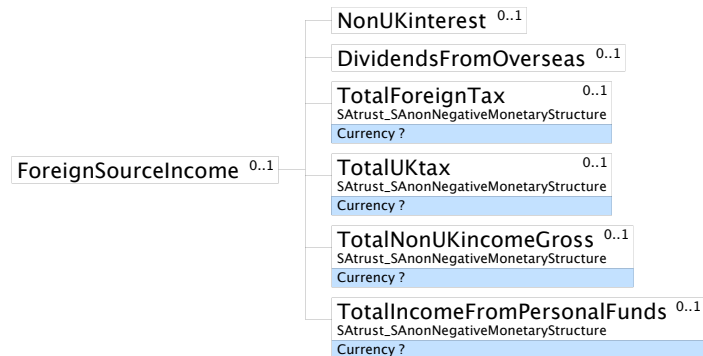 NonUKinterest 0..1
DividendsFromOverseas 0..1
TotalForeignTax 0..1
SAtrust_SAnonNegativeMonetaryStructure
Currency ?
ForeignSourceIncome 0..1
TotalUKtax 0..1
SAtrust_SAnonNegativeMonetaryStructure
Currency ?
TotalNonUKincomeGross 0..1
SAtrust_SAnonNegativeMonetaryStructure
Currency ?
TotalIncomeFromPersonalFunds 0..1
SAtrust_SAnonNegativeMonetaryStructure
Currency ?